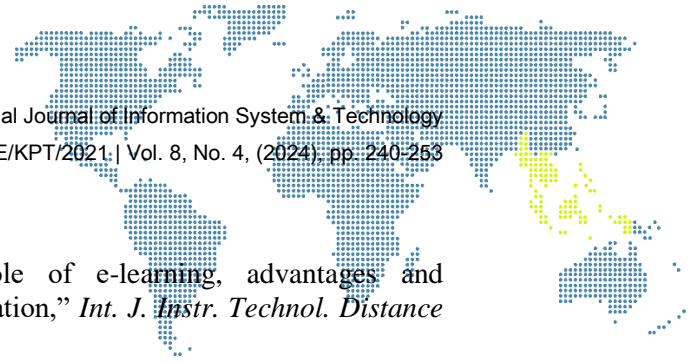 al Journal of Information System & Technology
E/KPT/2021 | Vol. 8, No. 4, (2024), pp. 240-253
ole of e-learning, advantages and
ation,” Int. J. Instr. Technol. Distance